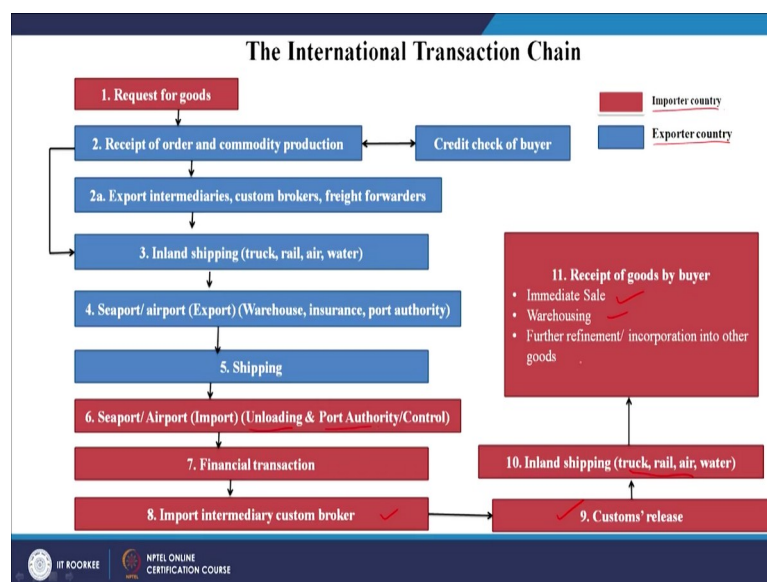 The International Transaction Chain
1. Request for goods
Importer country
Exporter country
2. Receipt of order and commodity production
Credit check of buyer
2a. Export intermediaries, custom brokers, freight forwarders
3. Inland shipping (truck, rail, air, water)
4. Seaport/ airport (Export) (Warehouse, insurance, port authority)
5. Shipping
6. Seaport/ Airport (Import) (Unloading & Port Authority/Control)
7. Financial transaction
8. Import intermediary custom broker
9. Customs’ release
10. Inland shipping (truck, rail, air, water)
11. Receipt of goods by buyer
• Immediate Sale
• Warehousing
• Further refinement/ incorporation into other
goods
IIT ROORKEE
NPTEL ONLINE
CERTIFICATION COURSE